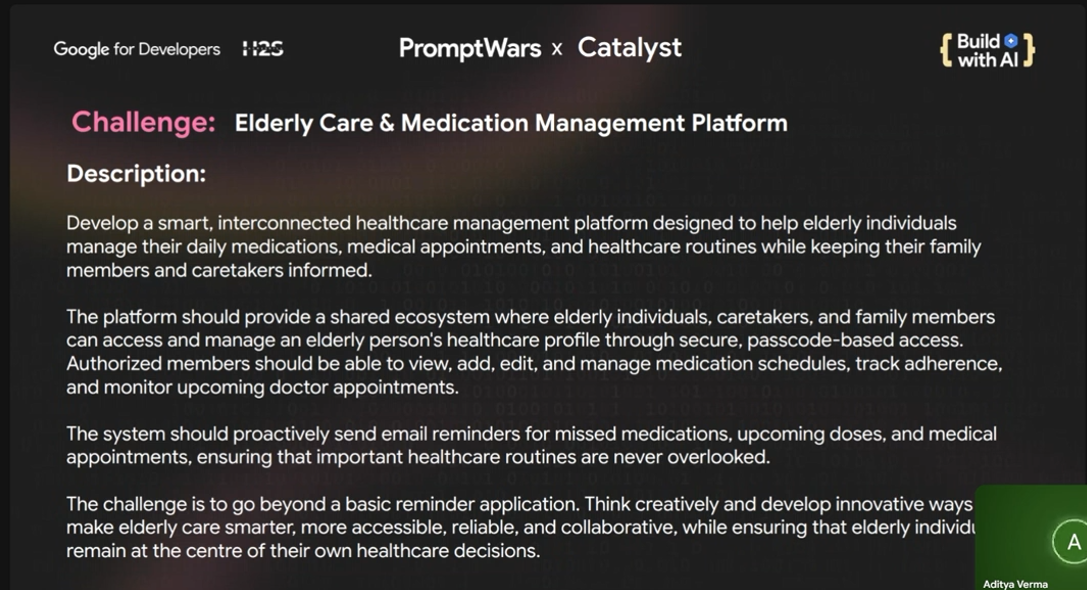 Google for Developers H2S PromptWars x Catalyst { Build with AI }
Challenge: Elderly Care & Medication Management Platform
Description:
Develop a smart, interconnected healthcare management platform designed to help elderly individuals
manage their daily medications, medical appointments, and healthcare routines while keeping their family
members and caretakers informed.
The platform should provide a shared ecosystem where elderly individuals, caretakers, and family members
can access and manage an elderly person's healthcare profile through secure, passcode-based access.
Authorized members should be able to view, add, edit, and manage medication schedules, track adherence,
and monitor upcoming doctor appointments.
The system should proactively send email reminders for missed medications, upcoming doses, and medical
appointments, ensuring that important healthcare routines are never overlooked.
The challenge is to go beyond a basic reminder application. Think creatively and develop innovative ways
make elderly care smarter, more accessible, reliable, and collaborative, while ensuring that elderly
remain at the centre of their own healthcare decisions.
A
Aditya Verma